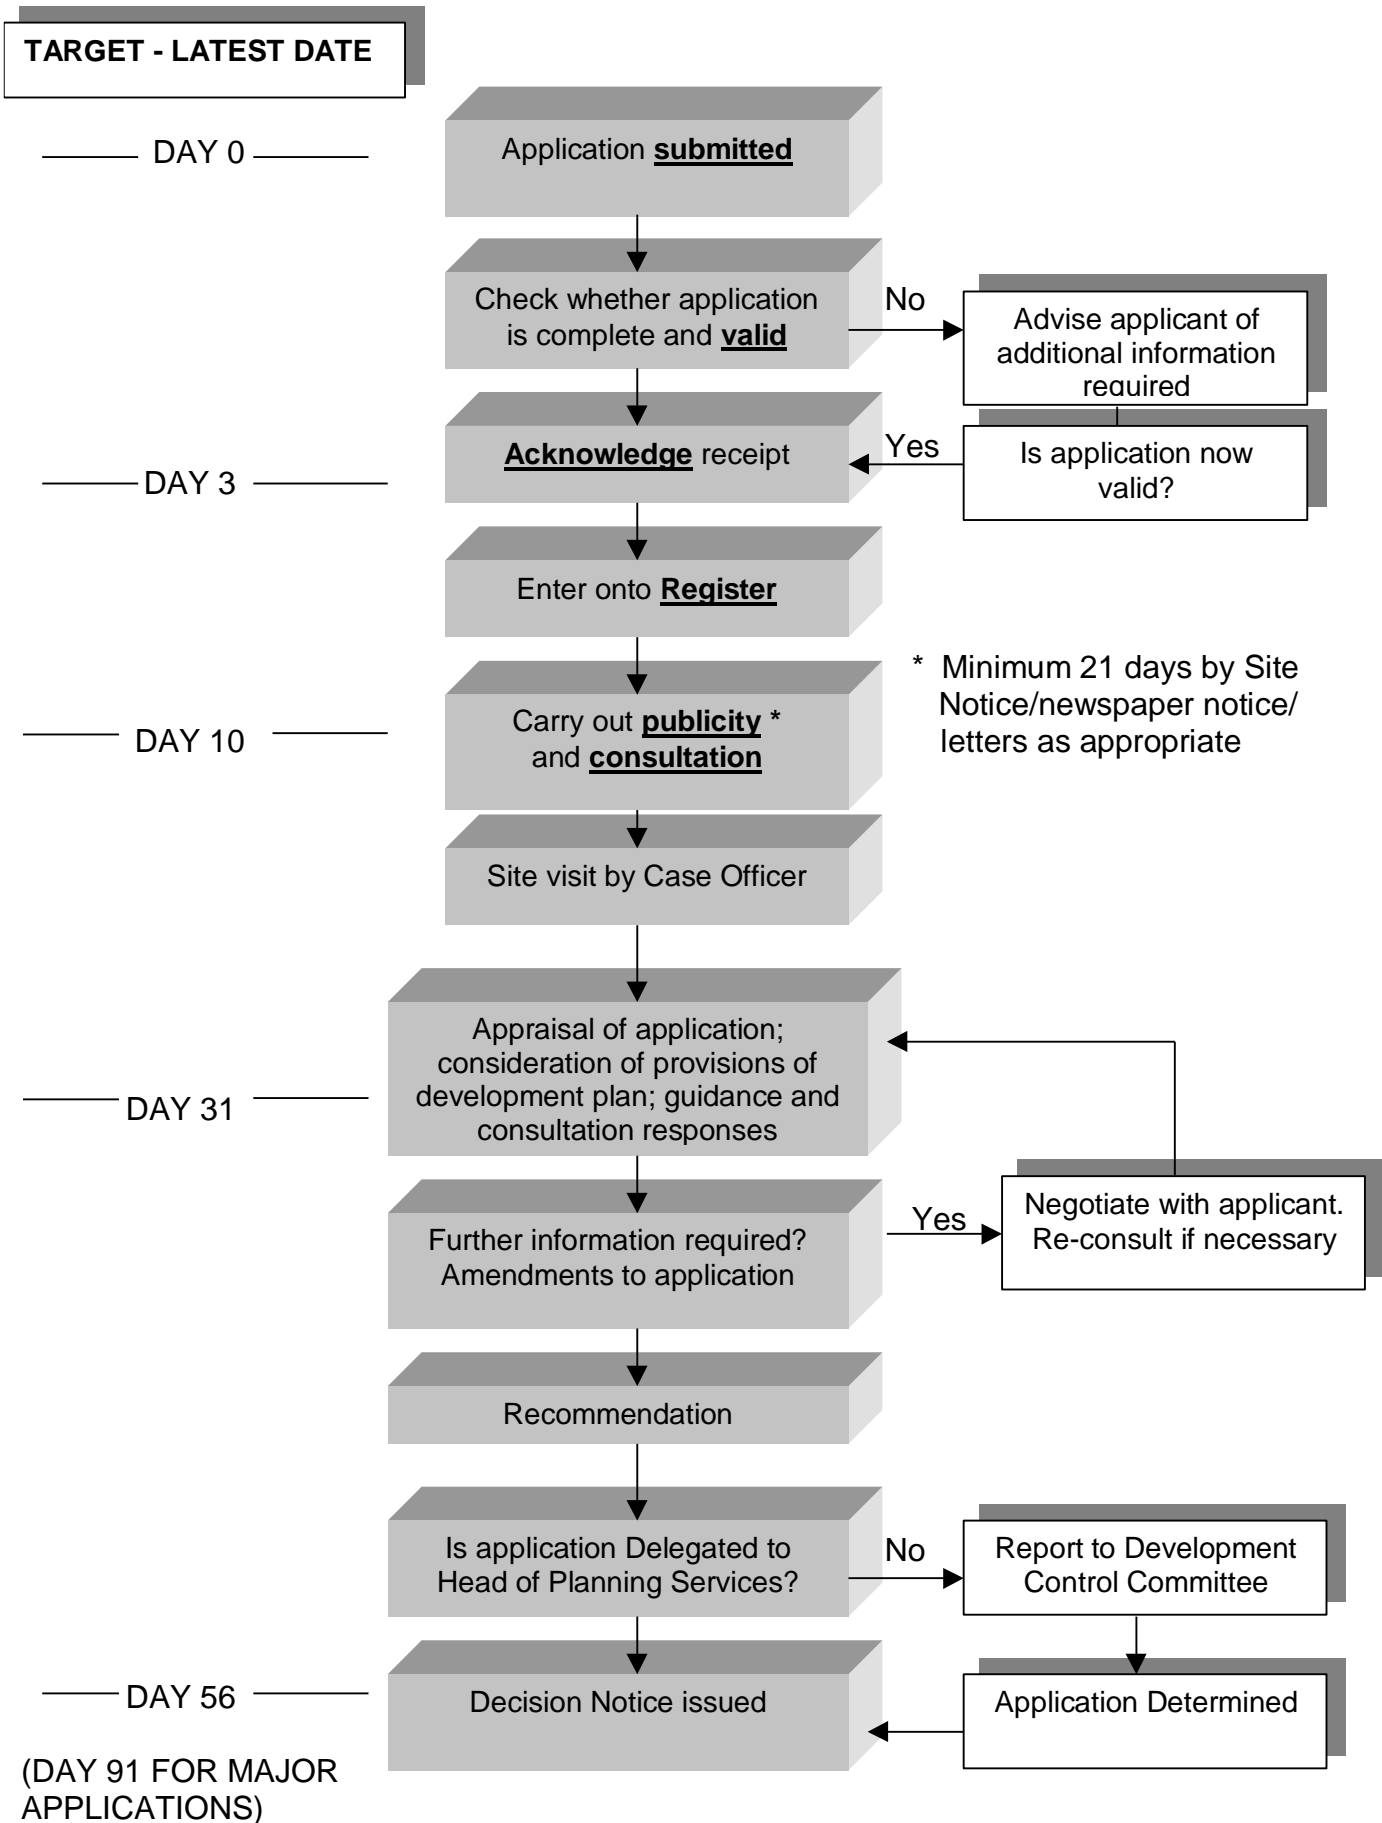 TARGET - LATEST DATE
DAY 0
Application submitted
Check whether application
is complete and valid
No
Advise applicant of
additional information
required
DAY 3
Acknowledge receipt
Yes
Is application now
valid?
Enter onto Register
DAY 10
Carry out publicity *
and consultation
* Minimum 21 days by Site
Notice/newspaper notice/
letters as appropriate
Site visit by Case Officer
DAY 31
Appraisal of application;
consideration of provisions of
development plan; guidance and
consultation responses
Further information required?
Amendments to application
Yes
Negotiate with applicant.
Re-consult if necessary
Recommendation
Is application Delegated to
Head of Planning Services?
No
Report to Development
Control Committee
DAY 56
Decision Notice issued
Application Determined
(DAY 91 FOR MAJOR
APPLICATIONS)